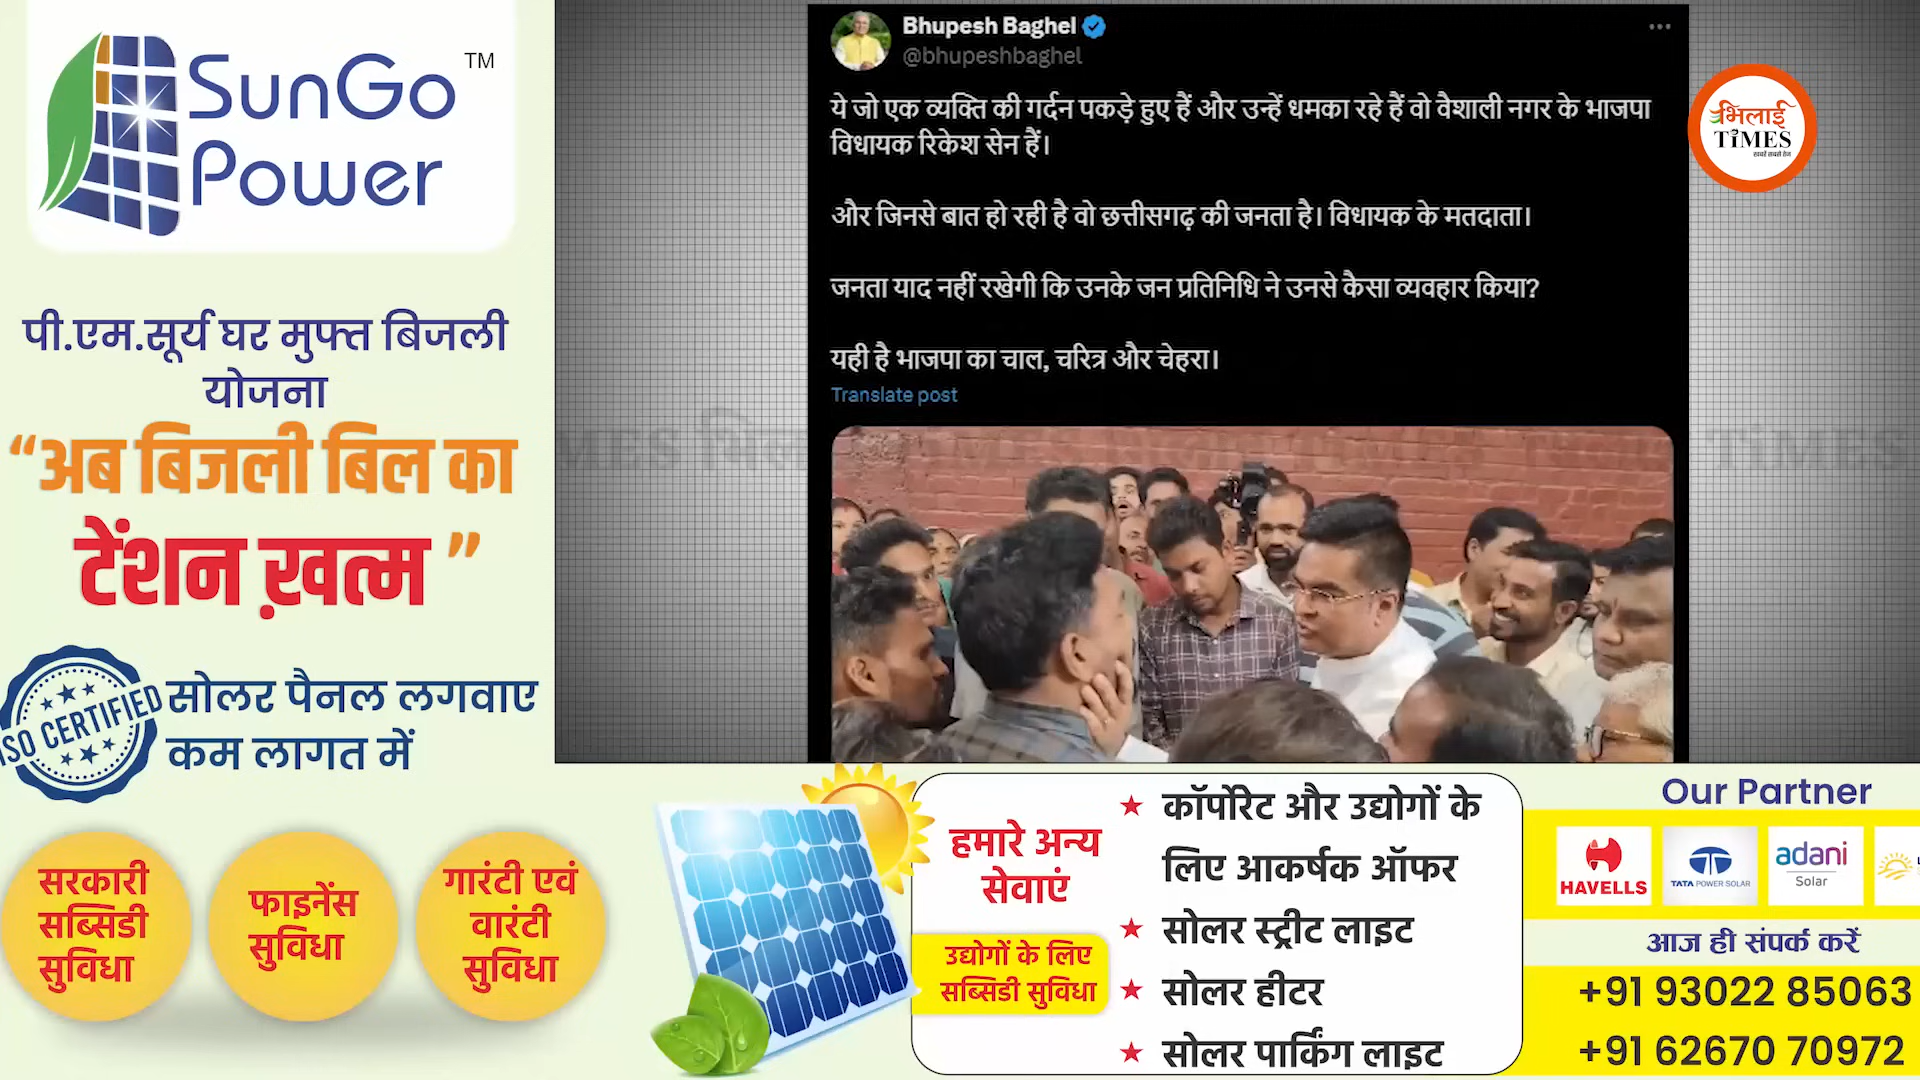 SunGo
Power
TM
पी.एम.सूर्य घर मुफ्त बिजली
योजना
“अब बिजली बिल का
टेंशन ख़त्म ”
ISO CERTIFIED
सोलर पैनल लगवाए
कम लागत में
सरकारी
सब्सिडी
सुविधा
फाइनेंस
सुविधा
गारंटी एवं
वारंटी
सुविधा
Bhupesh Baghel
@bhupeshbaghel
ये जो एक व्यक्ति की गर्दन पकड़े हुए हैं और उन्हें धमका रहे हैं वो वैशाली नगर के भाजपा
विधायक रिकेश सेन हैं।
और जिनसे बात हो रही है वो छत्तीसगढ़ की जनता है। विधायक के मतदाता।
जनता याद नहीं रखेगी कि उनके जन प्रतिनिधि ने उनसे कैसा व्यवहार किया?
यही है भाजपा का चाल, चरित्र और चेहरा।
Translate post
भिलाई
TIMES
TIMES
हमारे अन्य
सेवाएं
उद्योगों के लिए
सब्सिडी सुविधा
★ कॉर्पोरेट और उद्योगों के
लिए आकर्षक ऑफर
★ सोलर स्ट्रीट लाइट
★ सोलर हीटर
★ सोलर पार्किंग लाइट
Our Partner
HAVELLS
TATA POWER SOLAR
adani
Solar
आज ही संपर्क करें
+91 93022 85063
+91 62670 70972